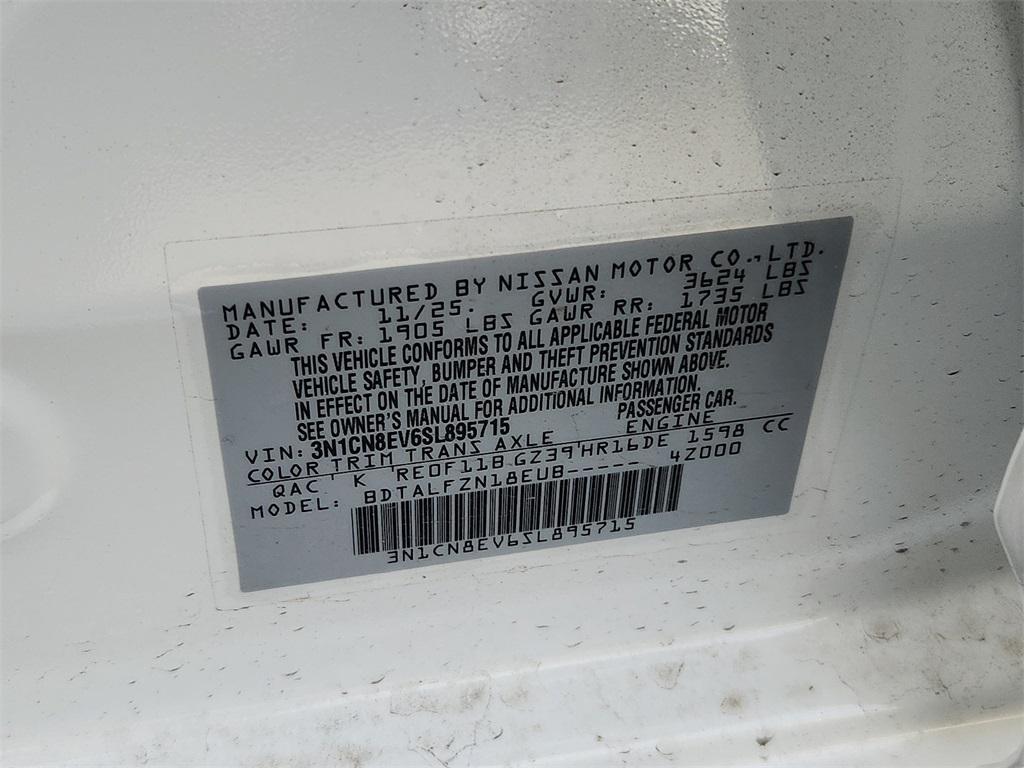 MANUFACTURED BY NISSAN MOTOR CO., LTD.
DATE: 11/25. GVWR: 3624 LBS
GAWR FR: 1905 LBS GAWR RR: 1735 LBS
THIS VEHICLE CONFORMS TO ALL APPLICABLE FEDERAL MOTOR
VEHICLE SAFETY, BUMPER AND THEFT PREVENTION STANDARDS
IN EFFECT ON THE DATE OF MANUFACTURE SHOWN ABOVE.
SEE OWNER'S MANUAL FOR ADDITIONAL INFORMATION.
VIN: 3N1CN8EV6SL895715 PASSENGER CAR.
COLOR TRIM TRANS AXLE ENGINE
QAC K RE0F11B GZ39 HR16DE 1598 CC
MODEL: BDTALFZN18EUB----- 4Z000
3N1CN8EV6SL895715